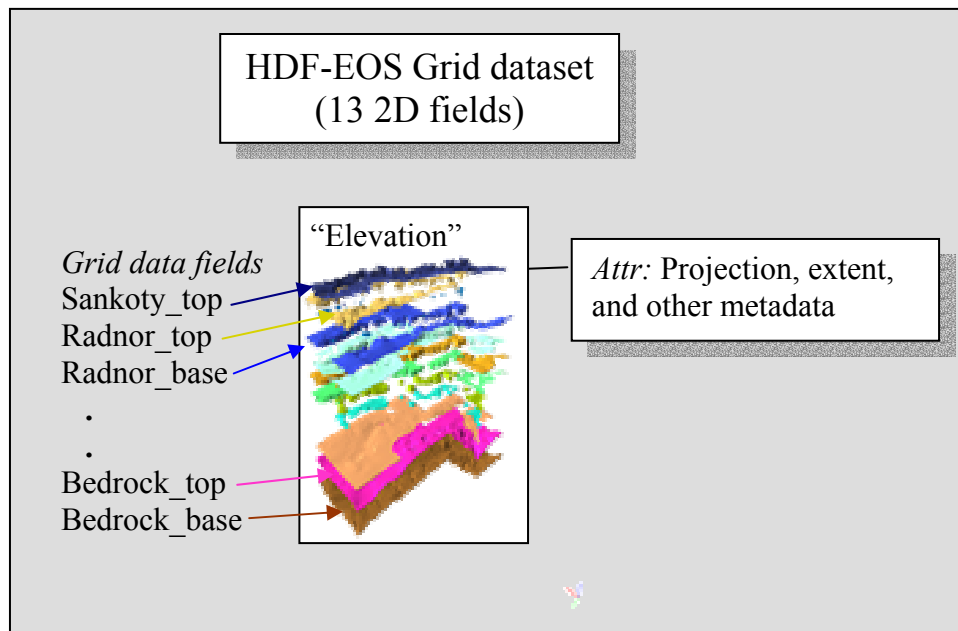 HDF-EOS Grid dataset
(13 2D fields)
“Elevation”
Grid data fields
Sankoty_top
Radnor_top
Radnor_base
.
.
Bedrock_top
Bedrock_base
Attr: Projection, extent,
and other metadata